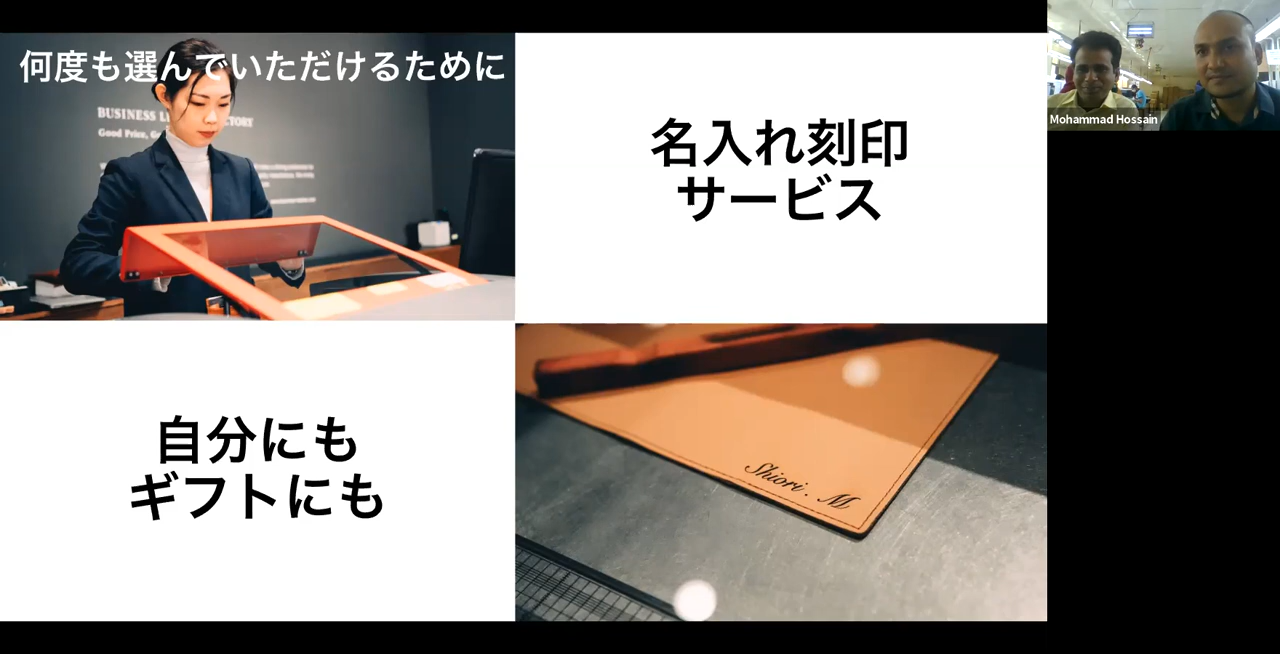 何度も選んでいただけるために
BUSINESS
Good Price,
名入れ刻印
サービス
自分にも
ギフトにも
Shiori. M
Mohammad Hossain